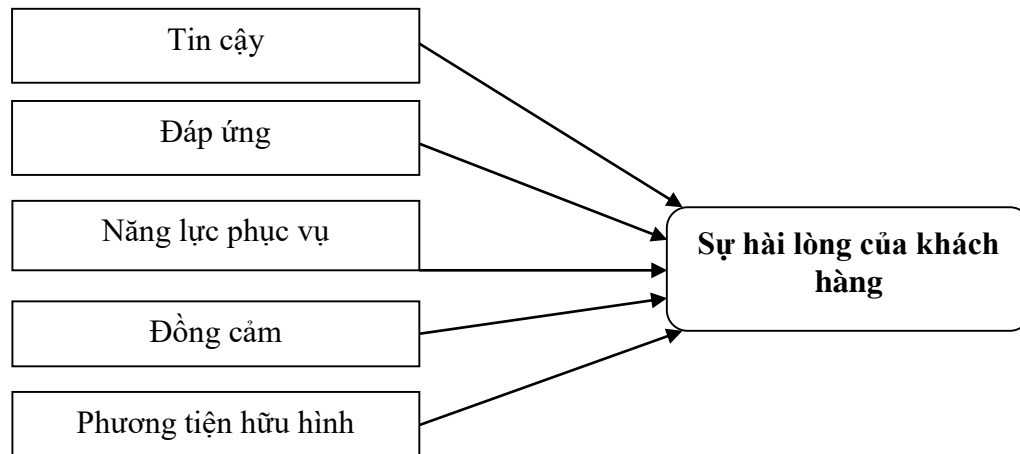 Tin cậy
Đáp ứng
Năng lực phục vụ
Đồng cảm
Phương tiện hữu hình
Sự hài lòng của khách
hàng